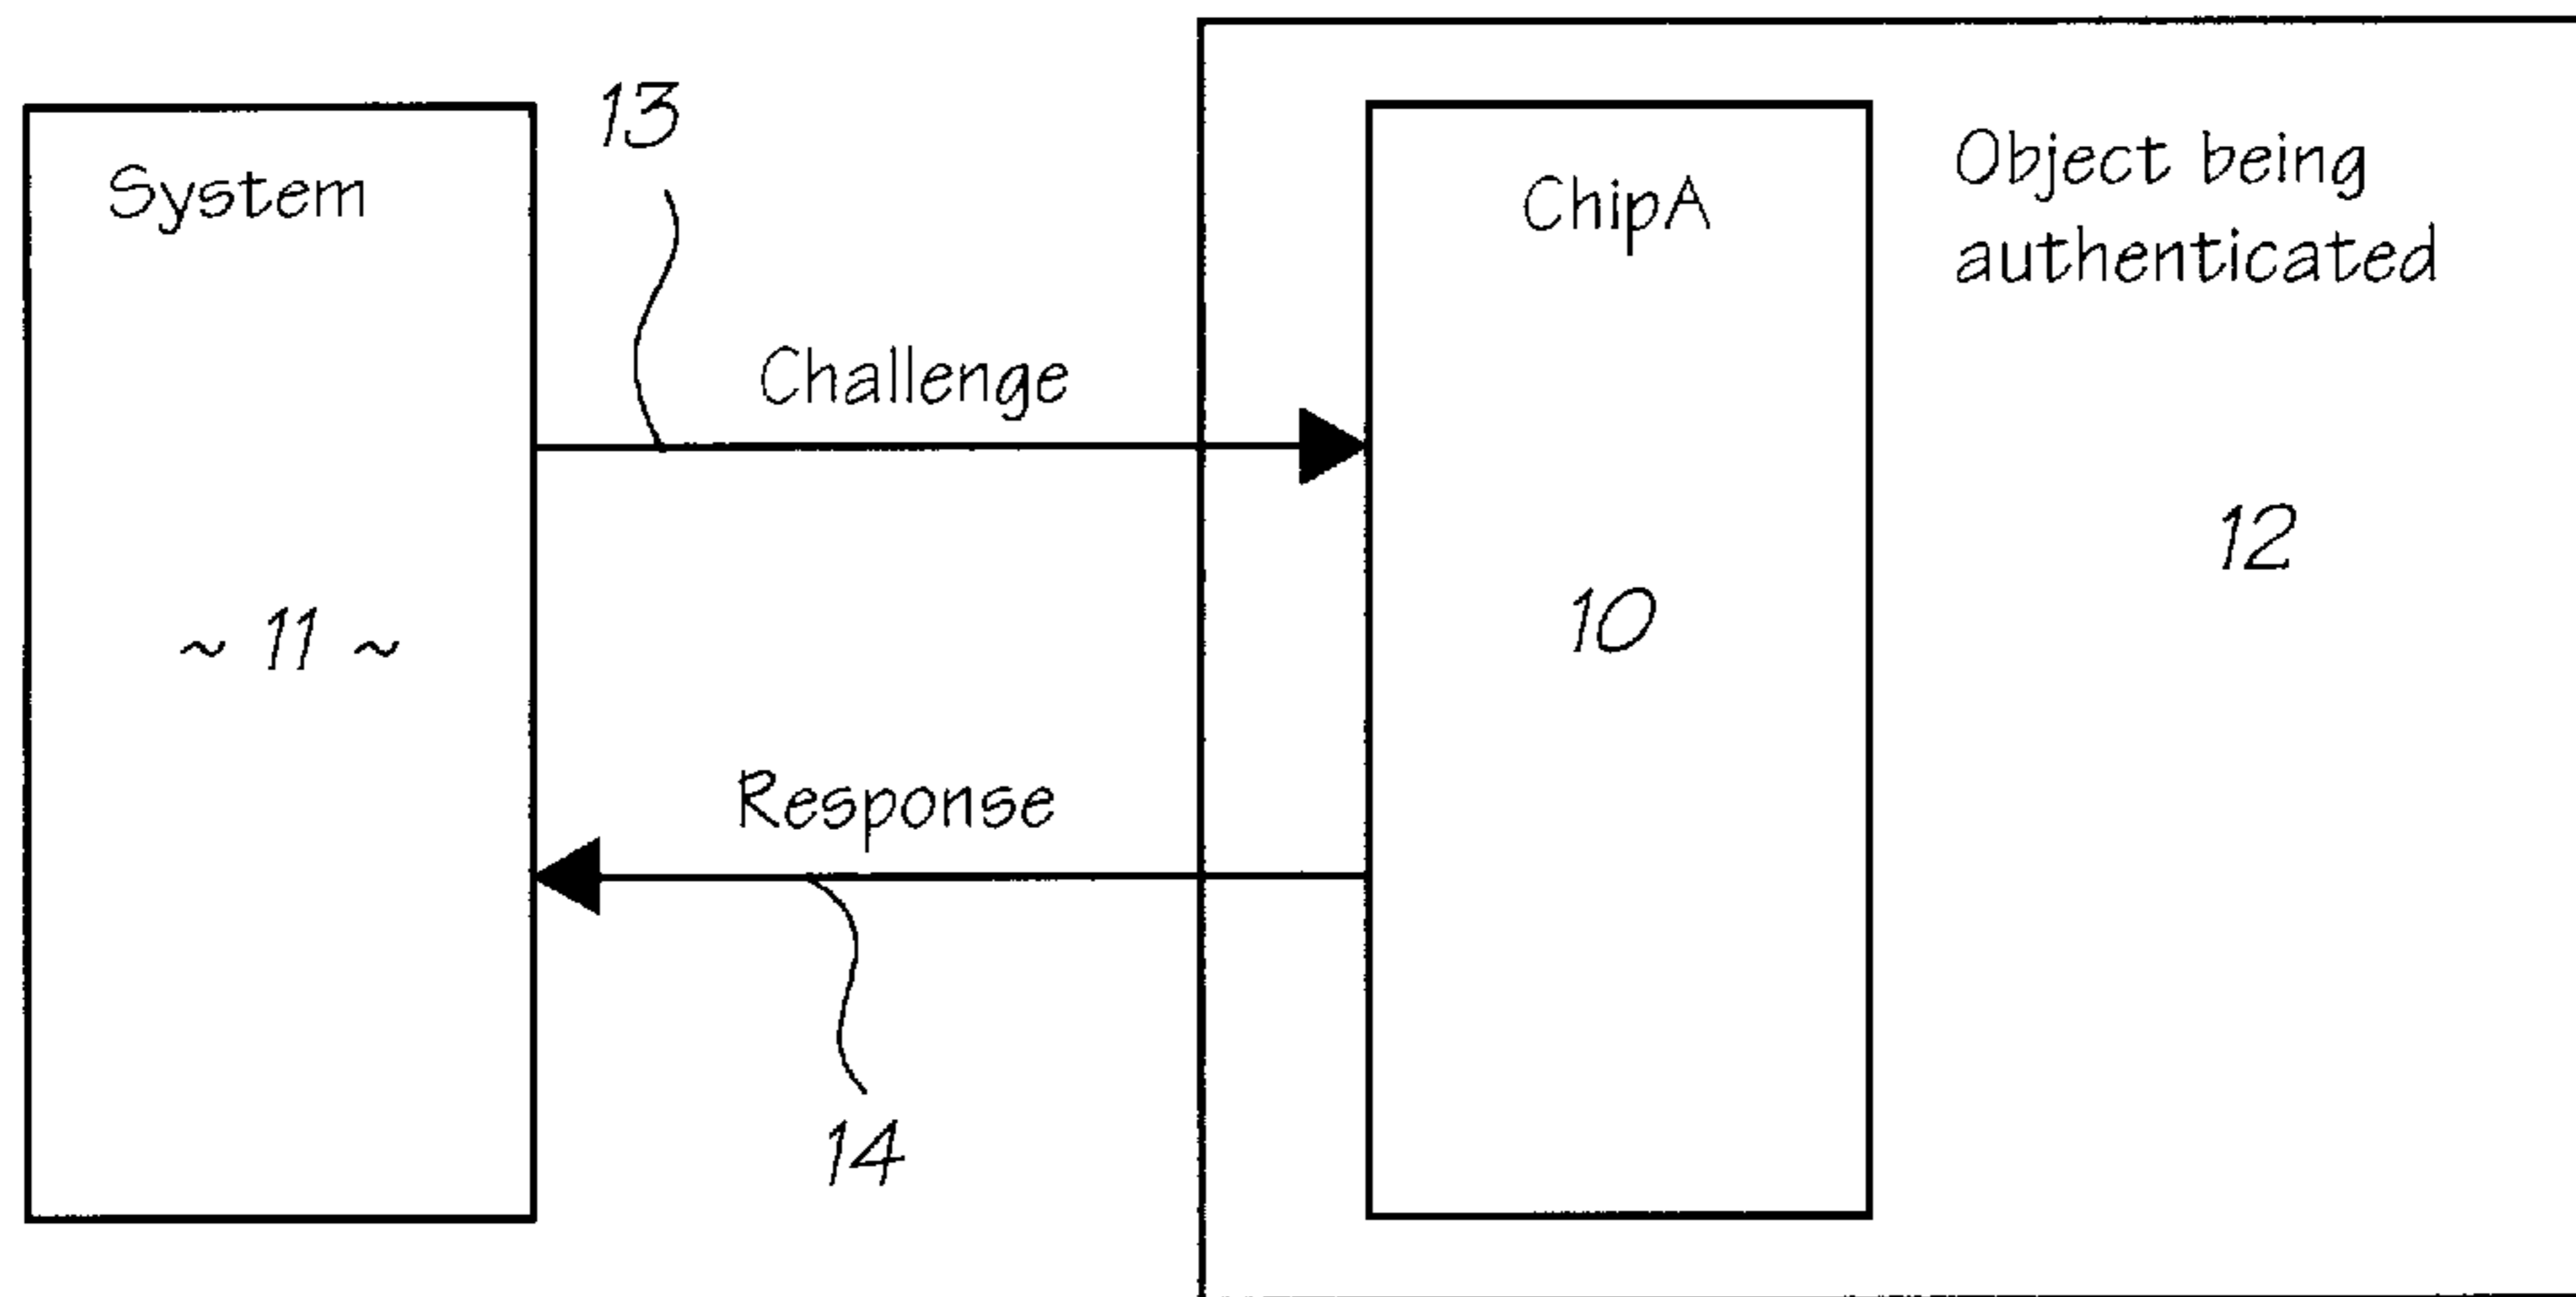 System
~ 11 ~
13
Challenge
Response
14
ChipA
10
Object being
authenticated
12